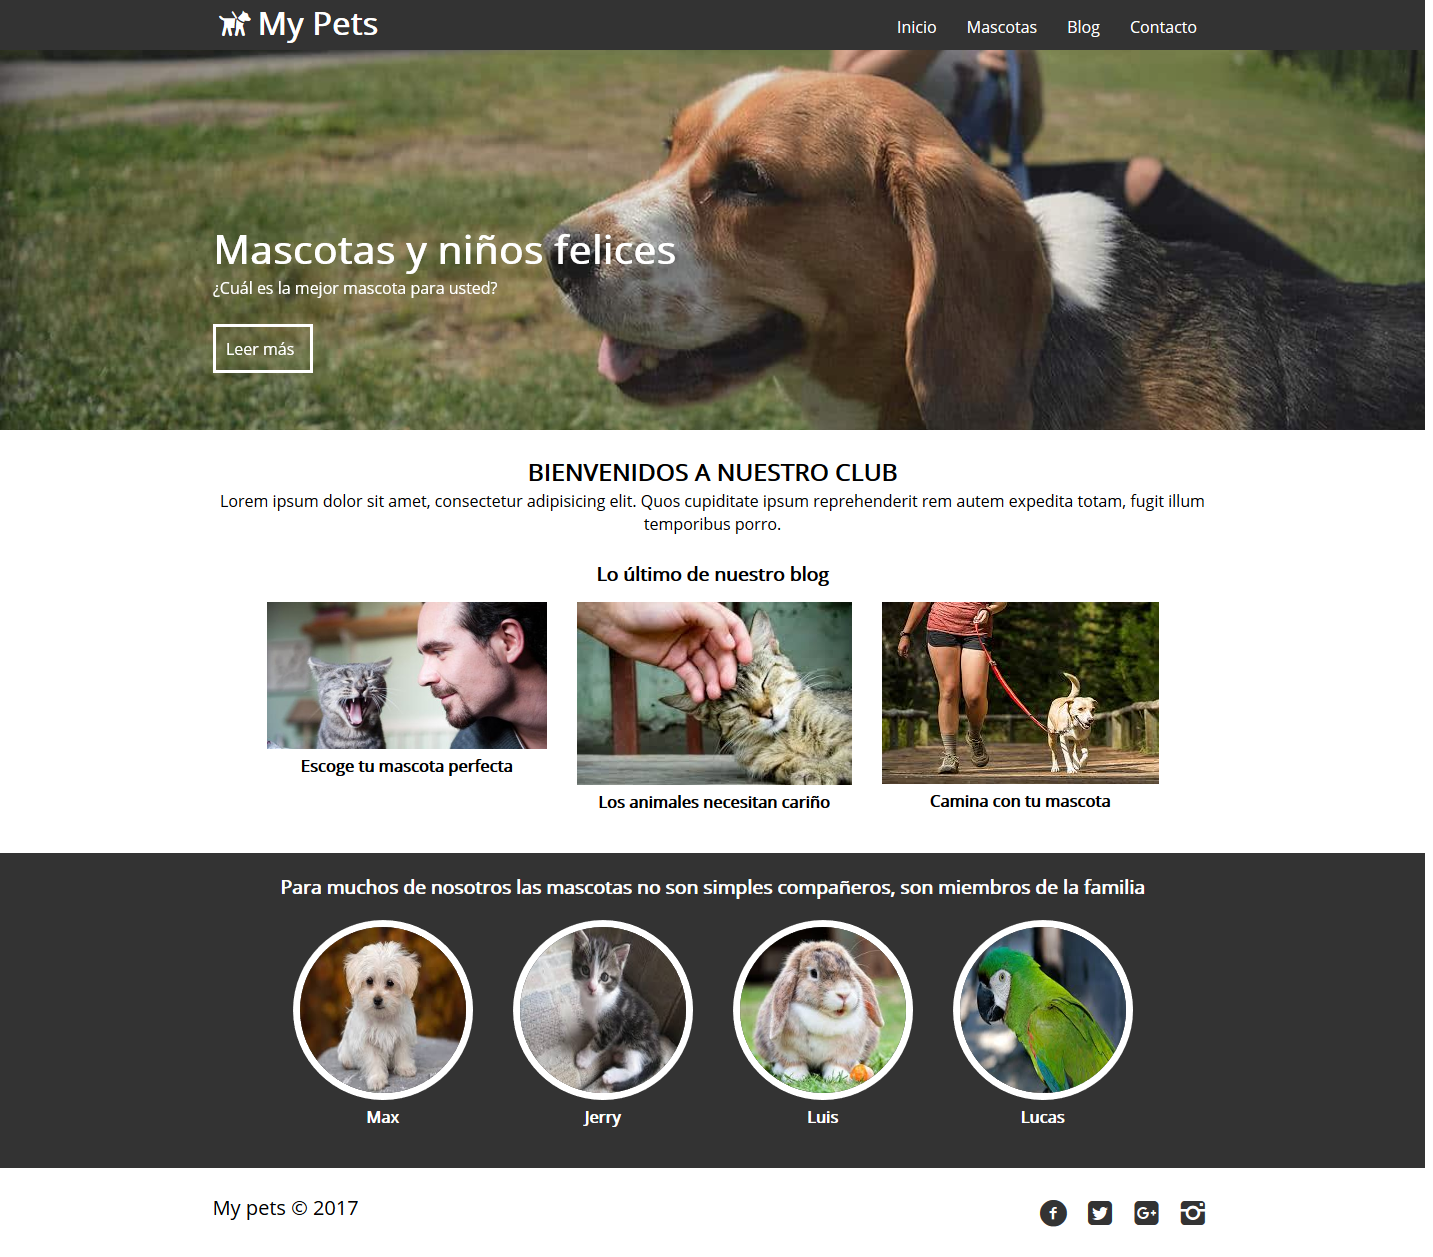 My Pets
Inicio Mascotas Blog Contacto
Mascotas y niños felices
¿Cuál es la mejor mascota para usted?
Leer más
BIENVENIDOS A NUESTRO CLUB
Lorem ipsum dolor sit amet, consectetur adipisicing elit. Quos cupiditate ipsum reprehenderit rem autem expedita totam, fugit illum
temporibus porro.
Lo último de nuestro blog
Escoge tu mascota perfecta
Los animales necesitan cariño
Camina con tu mascota
Para muchos de nosotros las mascotas no son simples compañeros, son miembros de la familia
Max
Jerry
Luis
Lucas
My pets © 2017